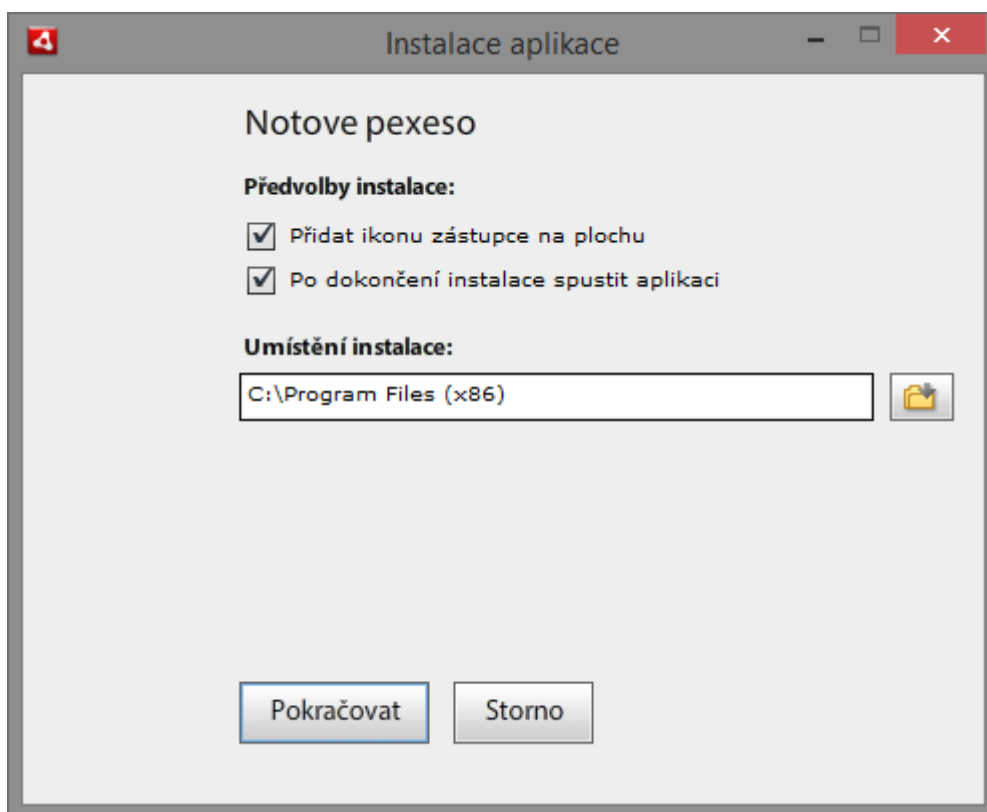 Instalace aplikace
Notove pexeso
Předvolby instalace:
Přidat ikonu zástupce na plochu
Po dokončení instalace spustit aplikaci
Umístění instalace:
C:\Program Files (x86)
Pokračovat
Storno